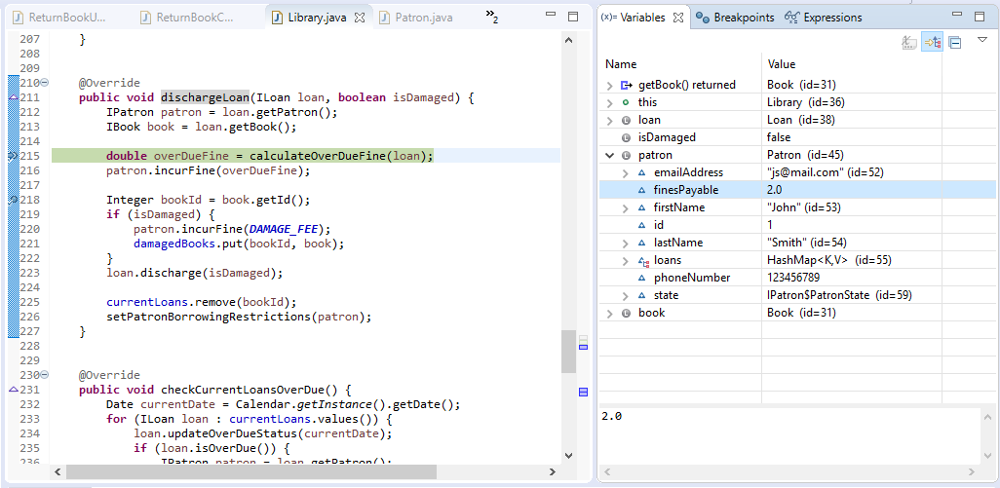 ReturnBookU...
ReturnBookC...
Library.java
Patron.java
»2
207 }
208
209
210 @Override
211 public void dischargeLoan(ILoan loan, boolean isDamaged) {
212 IPatron patron = loan.getPatron();
213 IBook book = loan.getBook();
214
215 double overDueFine = calculateOverDueFine(loan);
216 patron.incurFine(overDueFine);
217
218 Integer bookId = book.getId();
219 if (isDamaged) {
220 patron.incurFine(DAMAGE_FEE);
221 damagedBooks.put(bookId, book);
222 }
223 loan.discharge(isDamaged);
224
225 currentLoans.remove(bookId);
226 setPatronBorrowingRestrictions(patron);
227 }
228
229
230 @Override
231 public void checkCurrentLoansOverDue() {
232 Date currentDate = Calendar.getInstance().getDate();
233 for (ILoan loan : currentLoans.values()) {
234 loan.updateOverDueStatus(currentDate);
235 if (loan.isOverDue()) {
236 IPatron patron = loan.getPatron();
(x)= Variables
Breakpoints
Expressions
Name Value
getBook() returned Book (id=31)
this Library (id=36)
loan Loan (id=38)
isDamaged false
patron Patron (id=45)
emailAddress "js@mail.com" (id=52)
finesPayable 2.0
firstName "John" (id=53)
id 1
lastName "Smith" (id=54)
loans HashMap<K,V> (id=55)
phoneNumber 123456789
state IPatron$PatronState (id=59)
book Book (id=31)
2.0